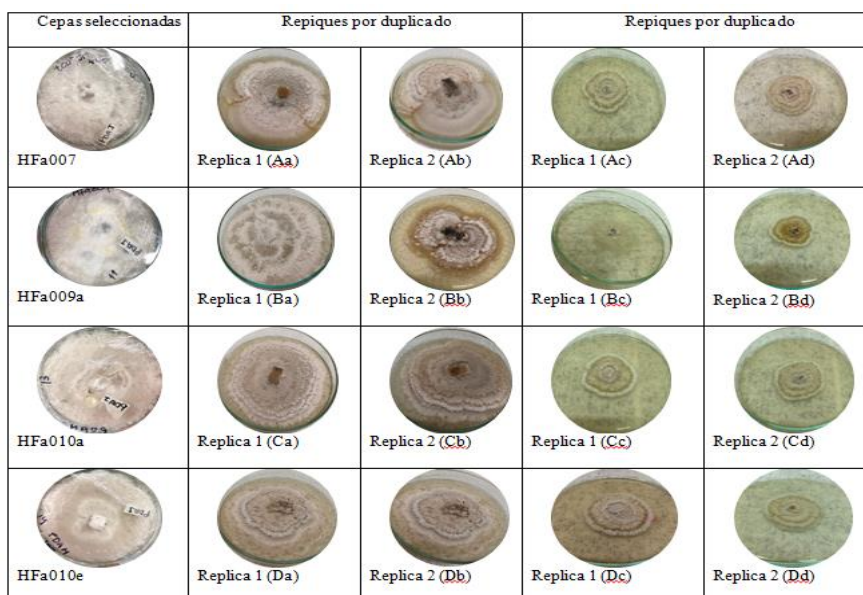 Cepas seleccionadas Repiques por duplicado Repiques por duplicado
HFa007 Replica 1 (Aa) Replica 2 (Ab) Replica 1 (Ac) Replica 2 (Ad)
HFa009a Replica 1 (Ba) Replica 2 (Bb) Replica 1 (Bc) Replica 2 (Bd)
HFa010a Replica 1 (Ca) Replica 2 (Cb) Replica 1 (Cc) Replica 2 (Cd)
HFa010e Replica 1 (Da) Replica 2 (Db) Replica 1 (Dc) Replica 2 (Dd)